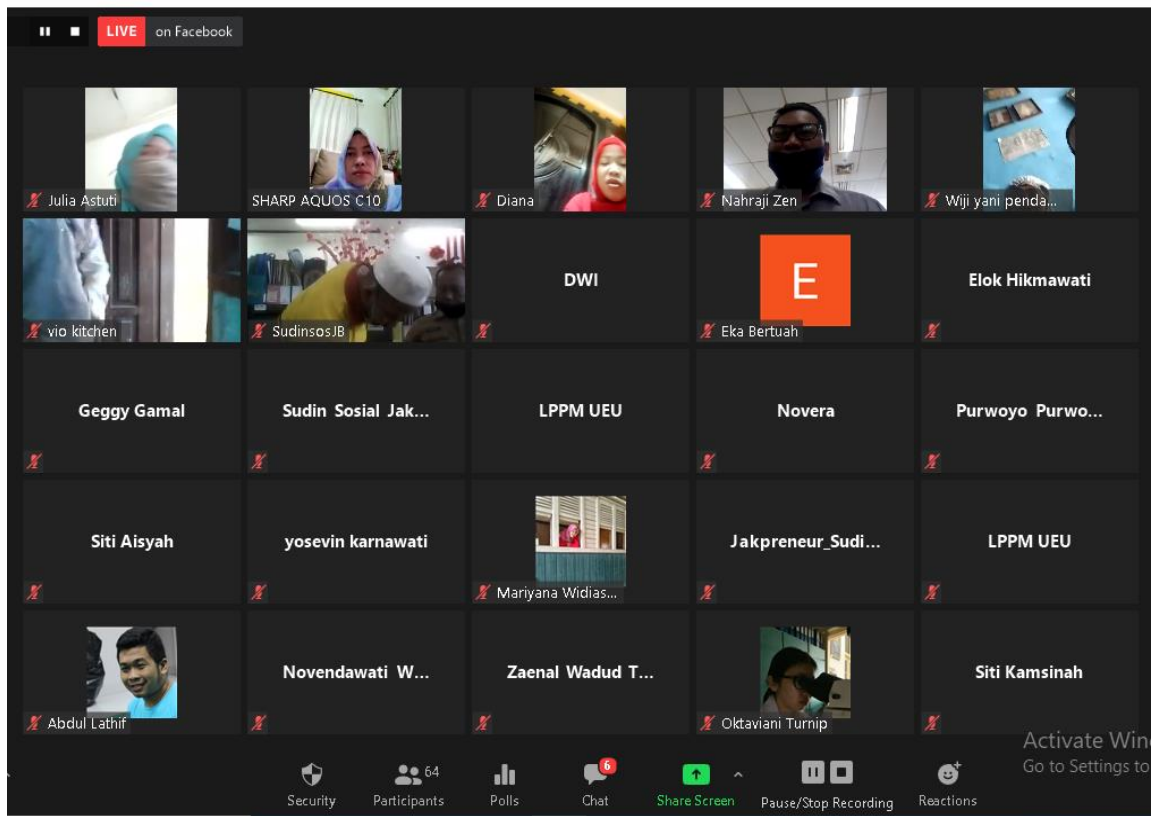 LIVE on Facebook
Julia Astuti
SHARP AQUOS C10
Diana
Nahraji Zen
Wiji yani penda...
vio kitchen
SudinsosJB
DWI
E
Eka Bertuah
Elok Hikmawati
Geggy Gamal
Sudin Sosial Jak...
LPPM UEU
Novera
Purwoyo Purwo...
Siti Aisyah
yosevin karnawati
Mariyana Widias...
Jakpreneur_Sudi...
LPPM UEU
Abdul Lathif
Novendawati W...
Zaenal Wadud T...
Oktaviani Turnip
Siti Kamsinah
Activate Win
Go to Settings to
64
6
Security
Participants
Polls
Chat
Share Screen
Pause/Stop Recording
Reactions